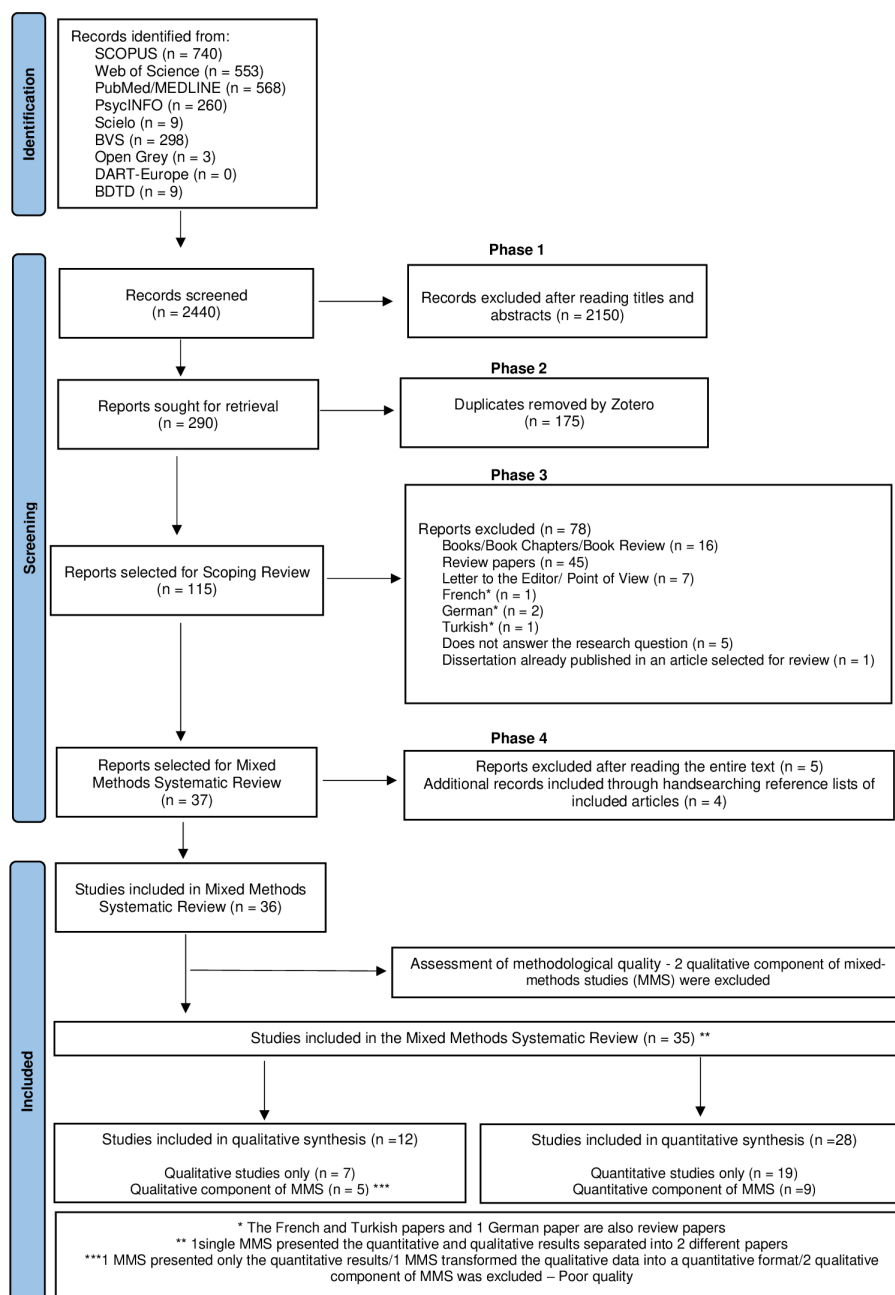 Identification
Records identified from:
SCOPUS (n = 740)
Web of Science (n = 553)
PubMed/MEDLINE (n = 568)
PsycINFO (n = 260)
Scielo (n = 9)
BVS (n = 298)
Open Grey (n = 3)
DART-Europe (n = 0)
BDTD (n = 9)
Screening
Phase 1
Records screened
(n = 2440)
Records excluded after reading titles and
abstracts (n = 2150)
Phase 2
Reports sought for retrieval
(n = 290)
Duplicates removed by Zotero
(n = 175)
Phase 3
Reports selected for Scoping Review
(n = 115)
Reports excluded (n = 78)
Books/Book Chapters/Book Review (n = 16)
Review papers (n = 45)
Letter to the Editor/ Point of View (n = 7)
French* (n = 1)
German* (n = 2)
Turkish* (n = 1)
Does not answer the research question (n = 5)
Dissertation already published in an article selected for review (n = 1)
Phase 4
Reports selected for Mixed
Methods Systematic Review
(n = 37)
Reports excluded after reading the entire text (n = 5)
Additional records included through handsearching reference lists of
included articles (n = 4)
Included
Studies included in Mixed Methods
Systematic Review (n = 36)
Assessment of methodological quality - 2 qualitative component of mixed-
methods studies (MMS) were excluded
Studies included in the Mixed Methods Systematic Review (n = 35) **
Studies included in qualitative synthesis (n =12)
Qualitative studies only (n = 7)
Qualitative component of MMS (n = 5) ***
Studies included in quantitative synthesis (n =28)
Quantitative studies only (n = 19)
Quantitative component of MMS (n =9)
* The French and Turkish papers and 1 German paper are also review papers
** 1single MMS presented the quantitative and qualitative results separated into 2 different papers
***1 MMS presented only the quantitative results/1 MMS transformed the qualitative data into a quantitative format/2 qualitative
component of MMS was excluded – Poor quality